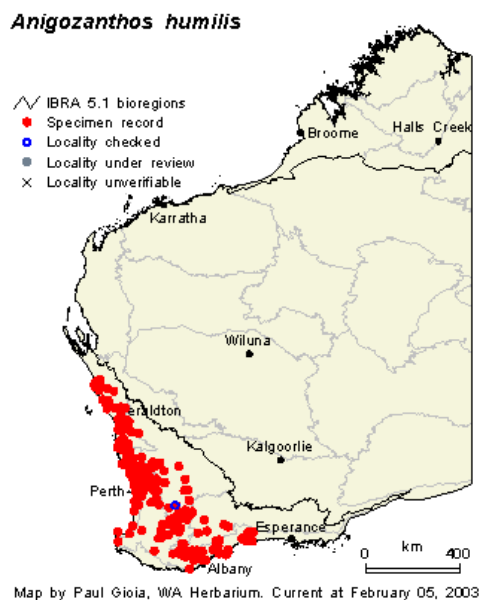 Anigozanthos humilis
IBRA 5.1 bioregions
Specimen record
Locality checked
Locality under review
Locality unverifiable
Broome
Halls Creek
Karratha
Wiluna
eraldton
Kalgoorlie
Perth
Esperance
Albany
km
0 400
Map by Paul Gioia, WA Herbarium. Current at February 05, 2003